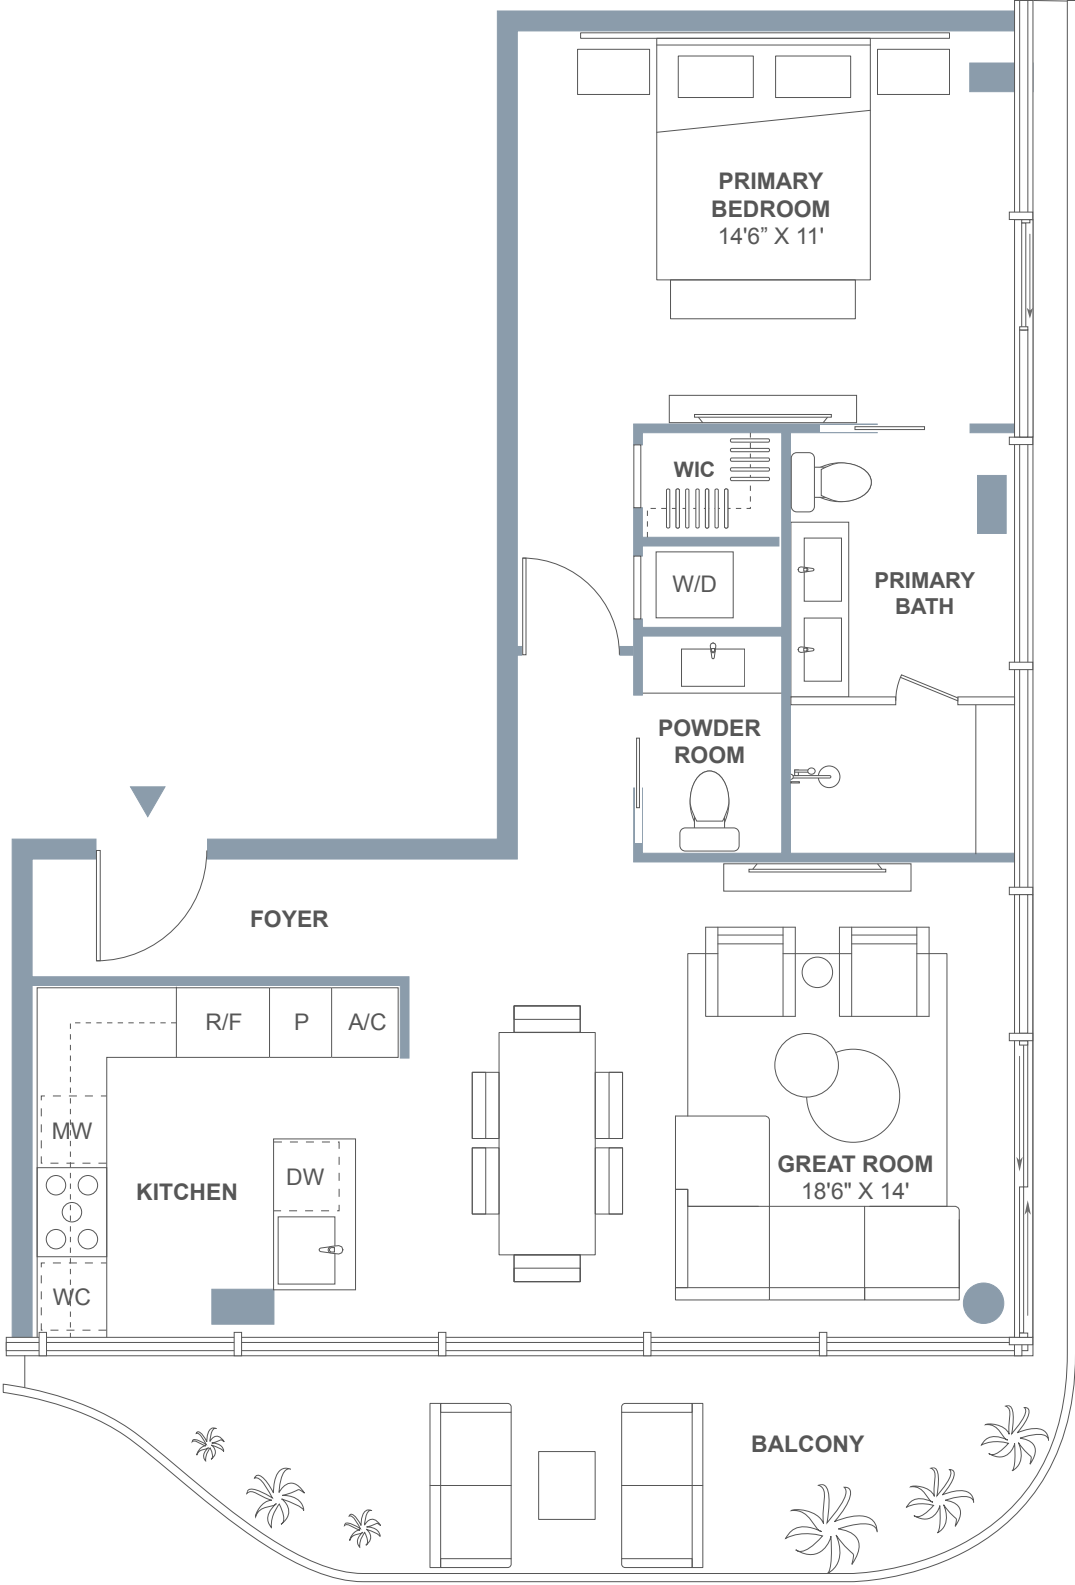 PRIMARY
BEDROOM
14'6” X 11'
WIC
W/D
PRIMARY
BATH
POWDER
ROOM
FOYER
R/F
P
A/C
MW
KITCHEN
DW
GREAT ROOM
18'6" X 14'
WC
BALCONY